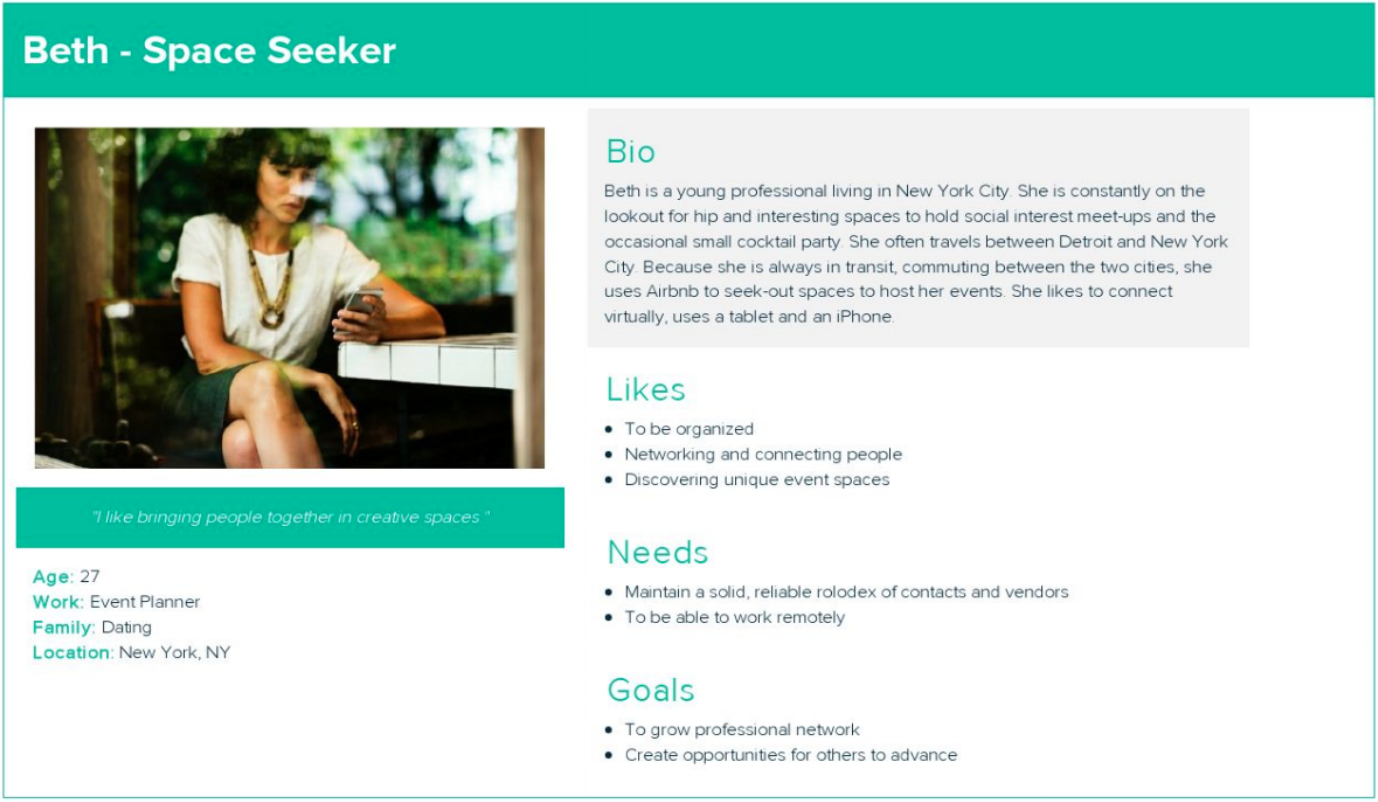 Beth - Space Seeker
"I like bringing people together in creative spaces "
Age: 27
Work: Event Planner
Family: Dating
Location: New York, NY
Bio
Beth is a young professional living in New York City. She is constantly on the
lookout for hip and interesting spaces to hold social interest meet-ups and the
occasional small cocktail party. She often travels between Detroit and New York
City. Because she is always in transit, commuting between the two cities, she
uses Airbnb to seek-out spaces to host her events. She likes to connect
virtually, uses a tablet and an iPhone.
Likes
• To be organized
• Networking and connecting people
• Discovering unique event spaces
Needs
• Maintain a solid, reliable rolodex of contacts and vendors
• To be able to work remotely
Goals
• To grow professional network
• Create opportunities for others to advance